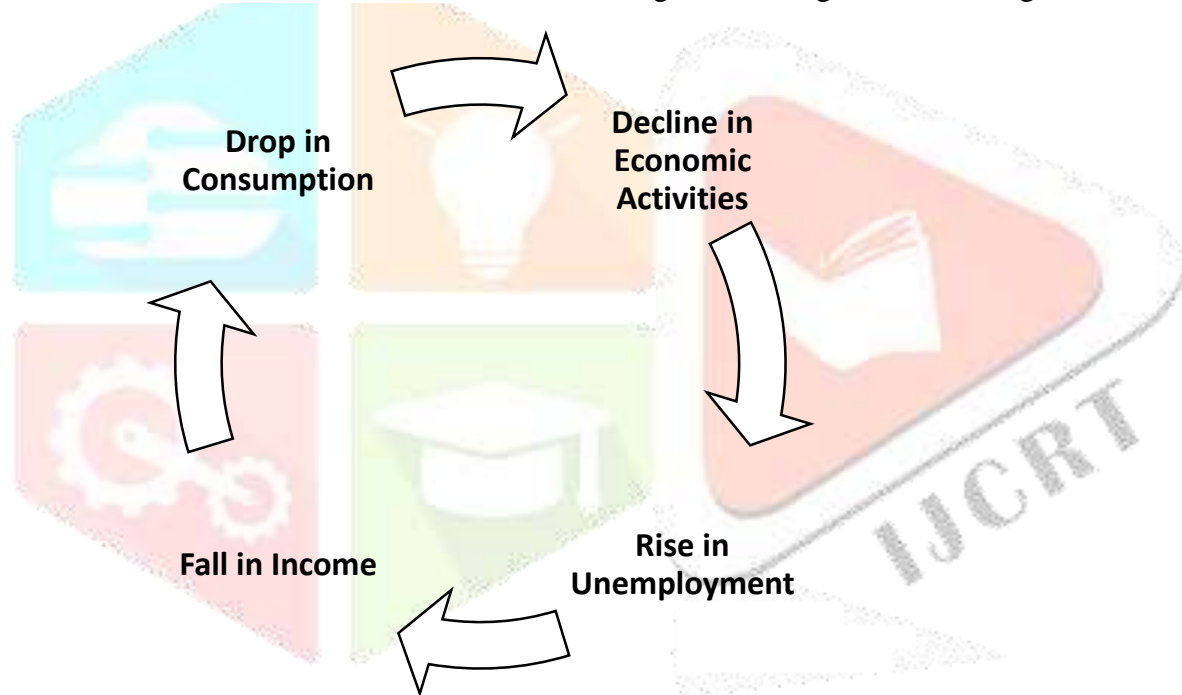 Drop in
Consumption
Decline in
Economic
Activities
Fall in Income
Rise in
Unemployment
IJCRT